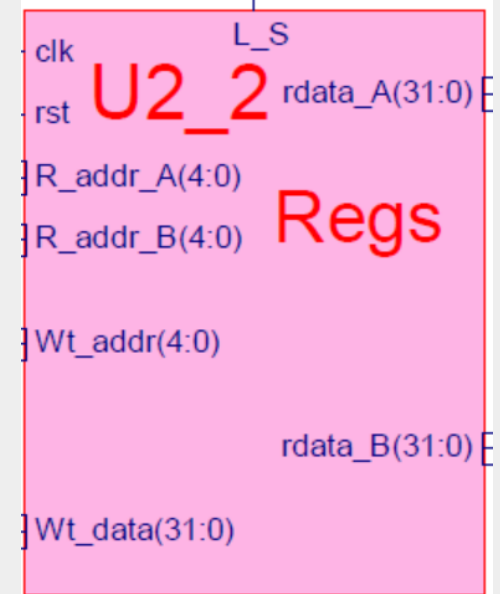 L_S
clk
U2_2
rdata_A(31:0)
rst
R_addr_A(4:0)
Regs
R_addr_B(4:0)
Wt_addr(4:0)
rdata_B(31:0)
Wt_data(31:0)